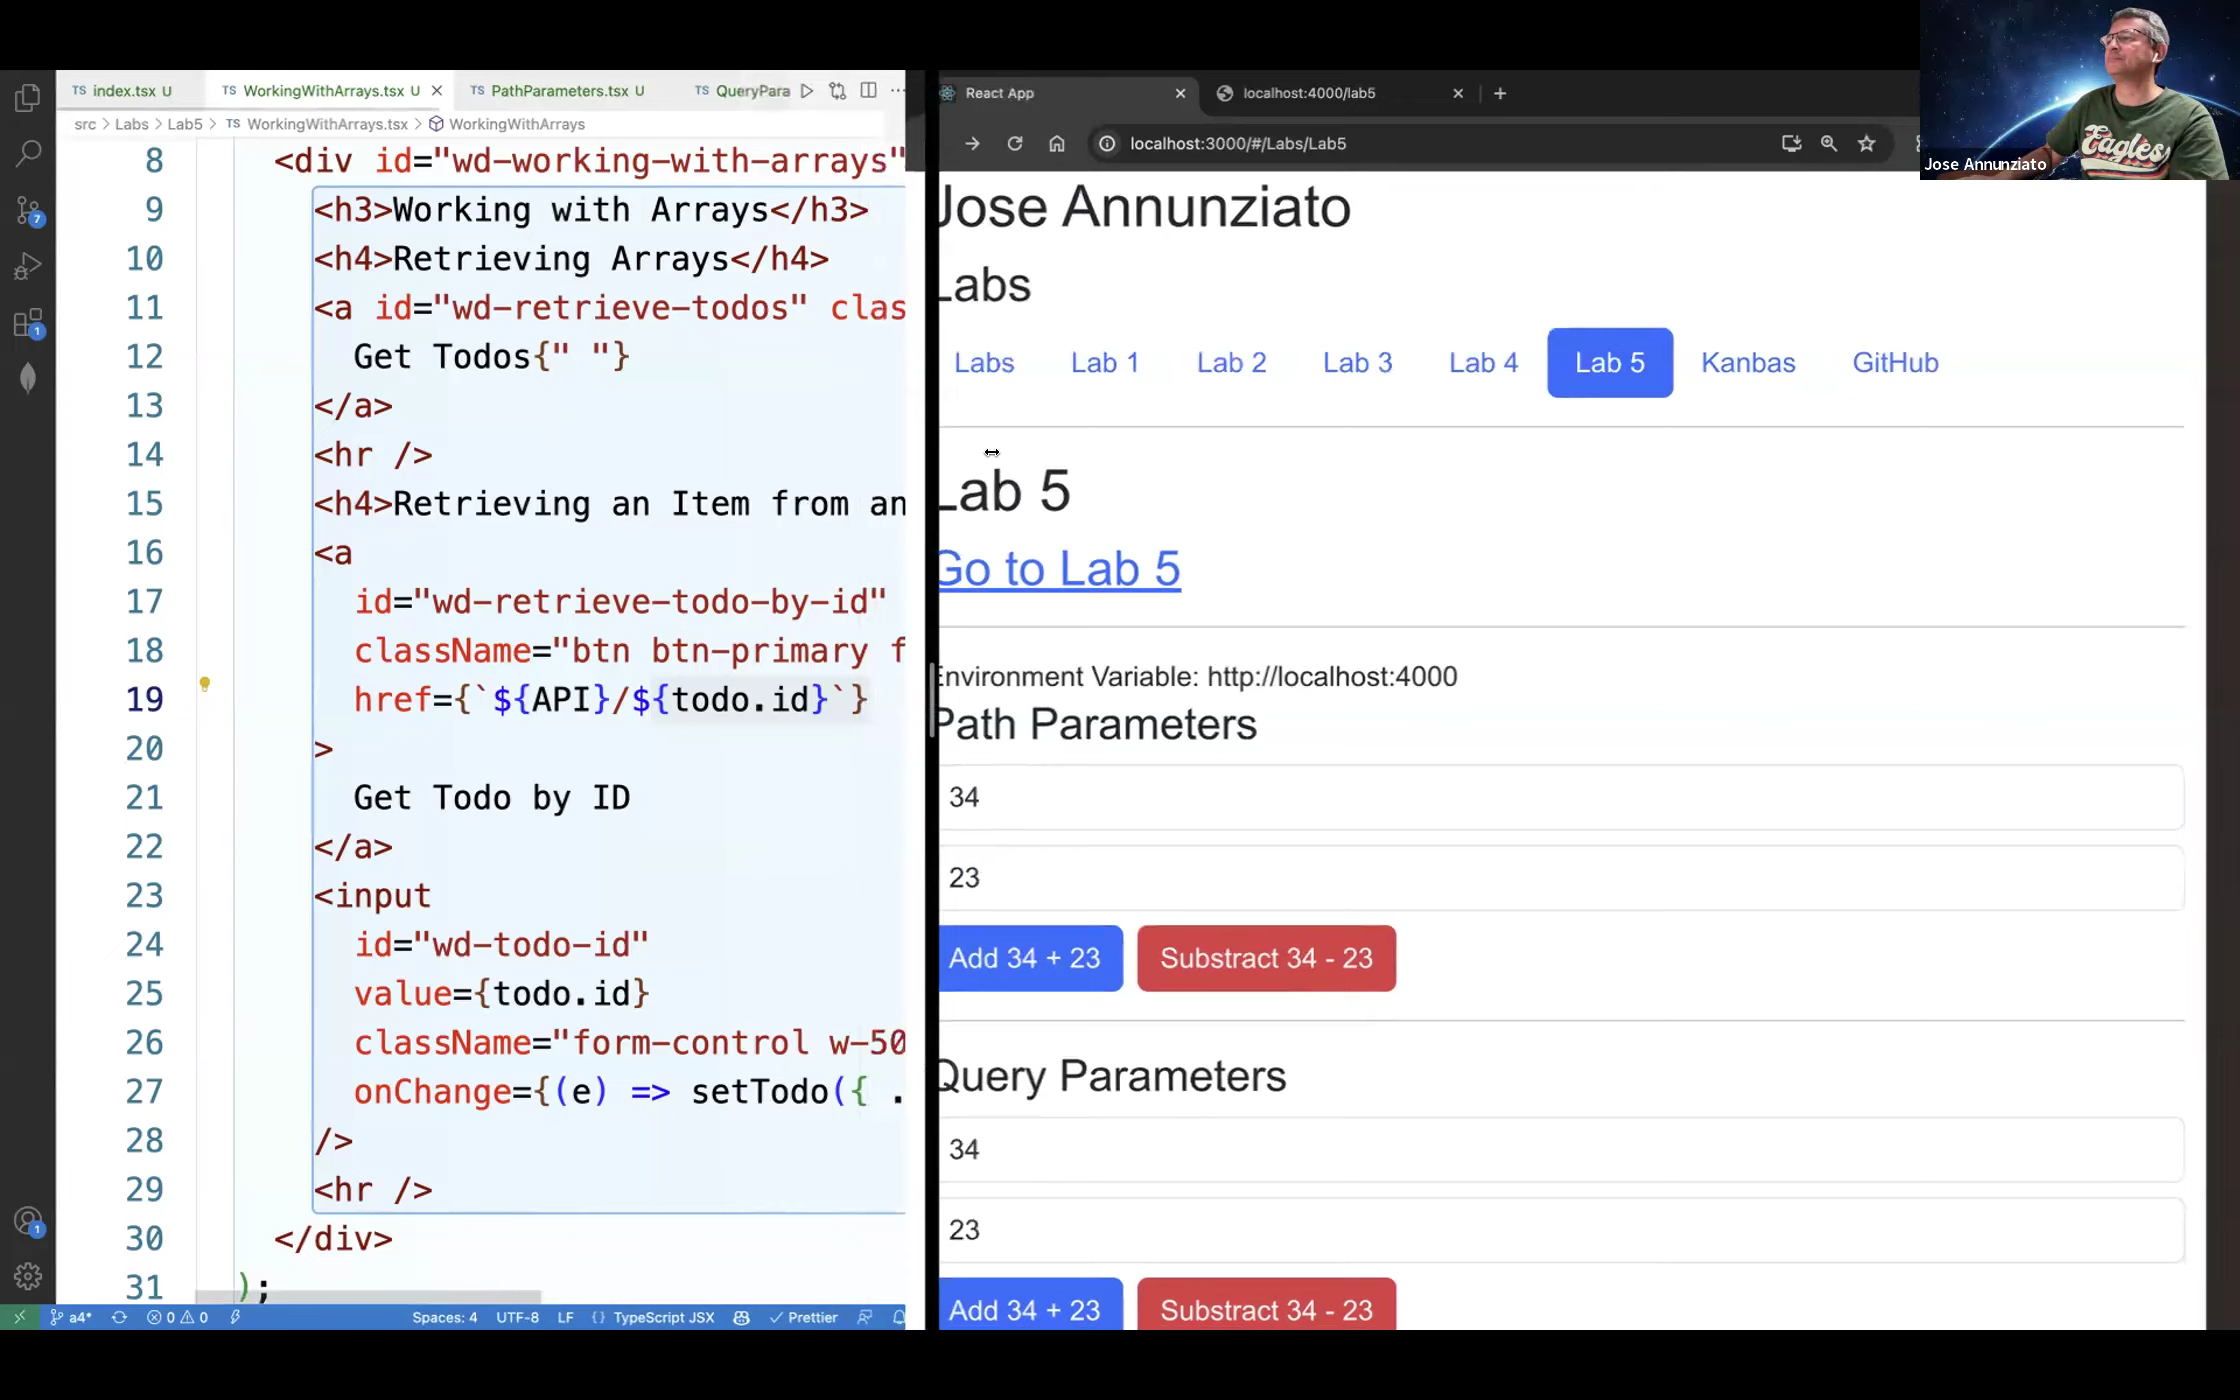 TS index.tsx U
TS WorkingWithArrays.tsx U
TS PathParameters.tsx U
TS QueryPara
src > Labs > Lab5 > TS WorkingWithArrays.tsx > WorkingWithArrays
8 <div id="wd-working-with-arrays"
9 <h3>Working with Arrays</h3>
10 <h4>Retrieving Arrays</h4>
11 <a id="wd-retrieve-todos" clas
12 Get Todos{" "}
13 </a>
14 <hr />
15 <h4>Retrieving an Item from an
16 <a
17 id="wd-retrieve-todo-by-id"
18 className="btn btn-primary f
19 href={`${API}/${todo.id}`}
20 >
21 Get Todo by ID
22 </a>
23 <input
24 id="wd-todo-id"
25 value={todo.id}
26 className="form-control w-50
27 onChange={(e) => setTodo({ .
28 />
29 <hr />
30 </div>
31 );
7
1
1
a4*
0 0
Spaces: 4
UTF-8
LF
{} TypeScript JSX
Prettier
React App
localhost:4000/lab5
localhost:3000/#/Labs/Lab5
Jose Annunziato
Labs
Labs Lab 1 Lab 2 Lab 3 Lab 4 Lab 5 Kanbas GitHub
Lab 5
Go to Lab 5
Environment Variable: http://localhost:4000
Path Parameters
34
23
Add 34 + 23
Substract 34 - 23
Query Parameters
34
23
Add 34 + 23
Substract 34 - 23
Eagles
Jose Annunziato